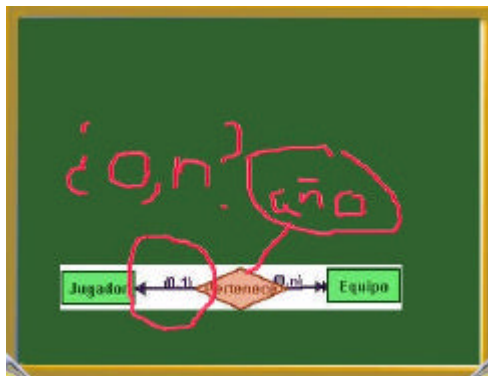 ¿0,n?
año
Jugador (0,1) Pertenece (0,n) Equipo